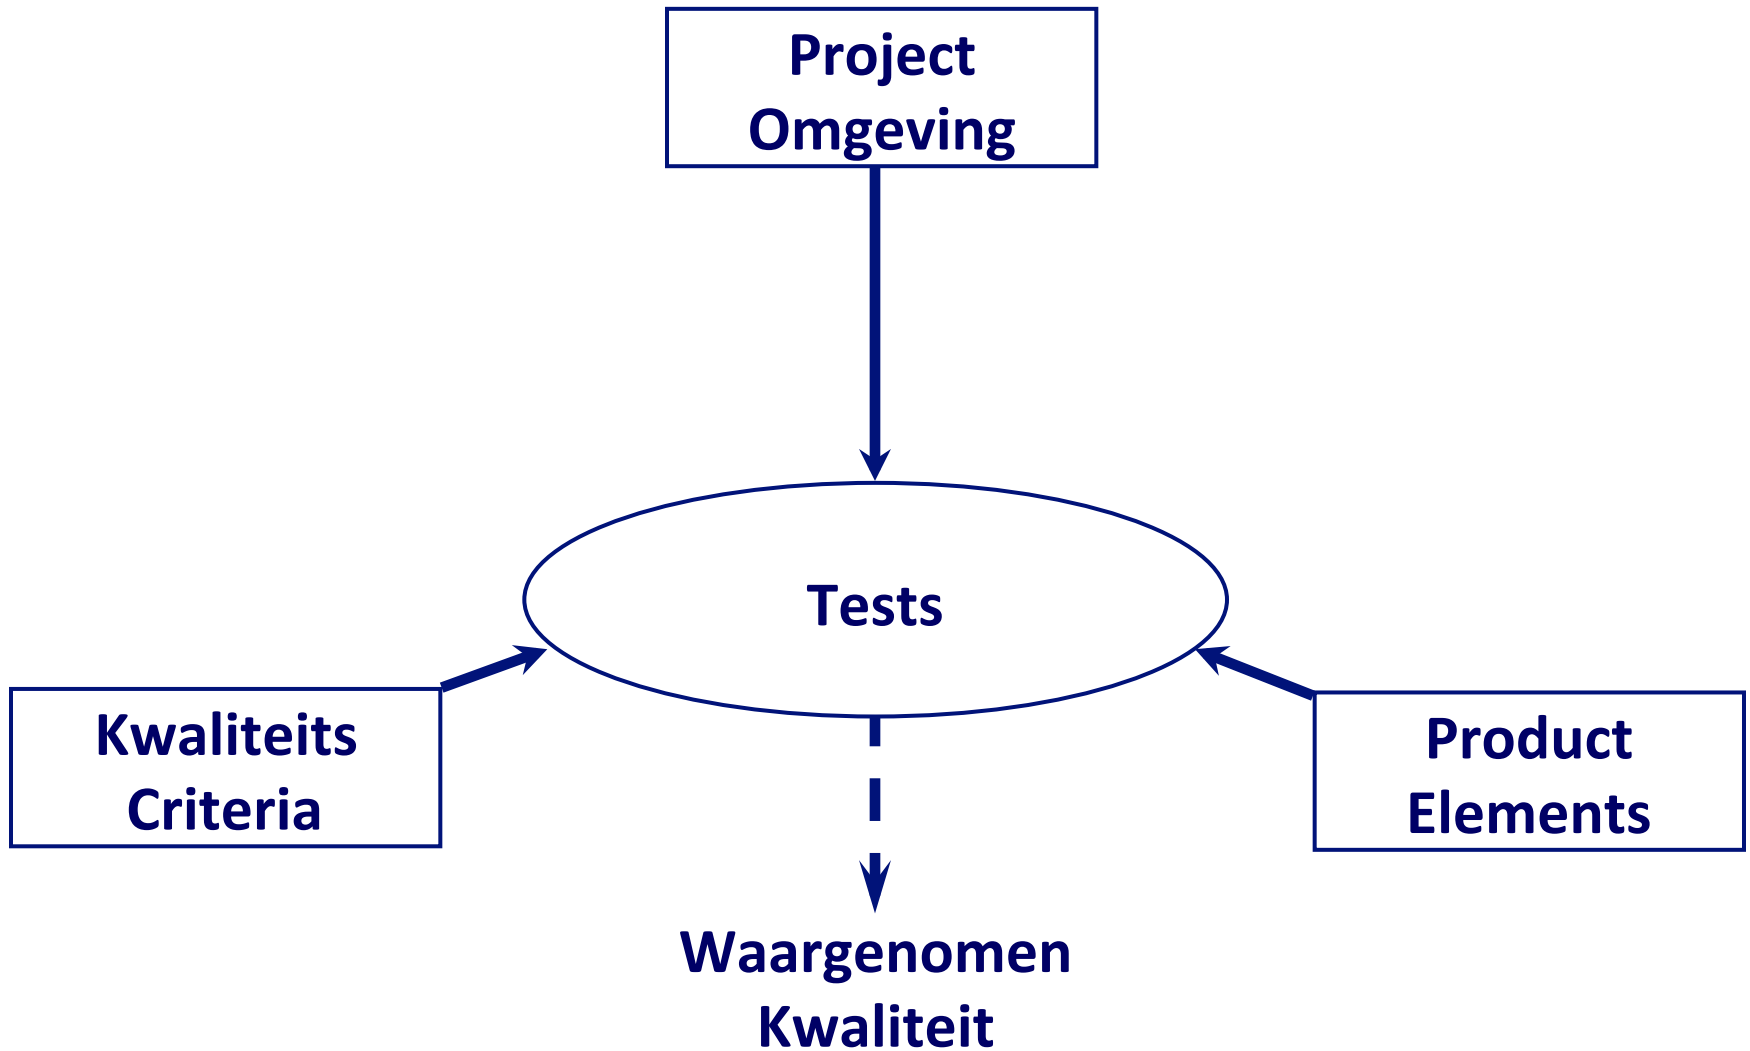 Project
Omgeving
Tests
Kwaliteits
Criteria
Product
Elements
Waargenomen
Kwaliteit